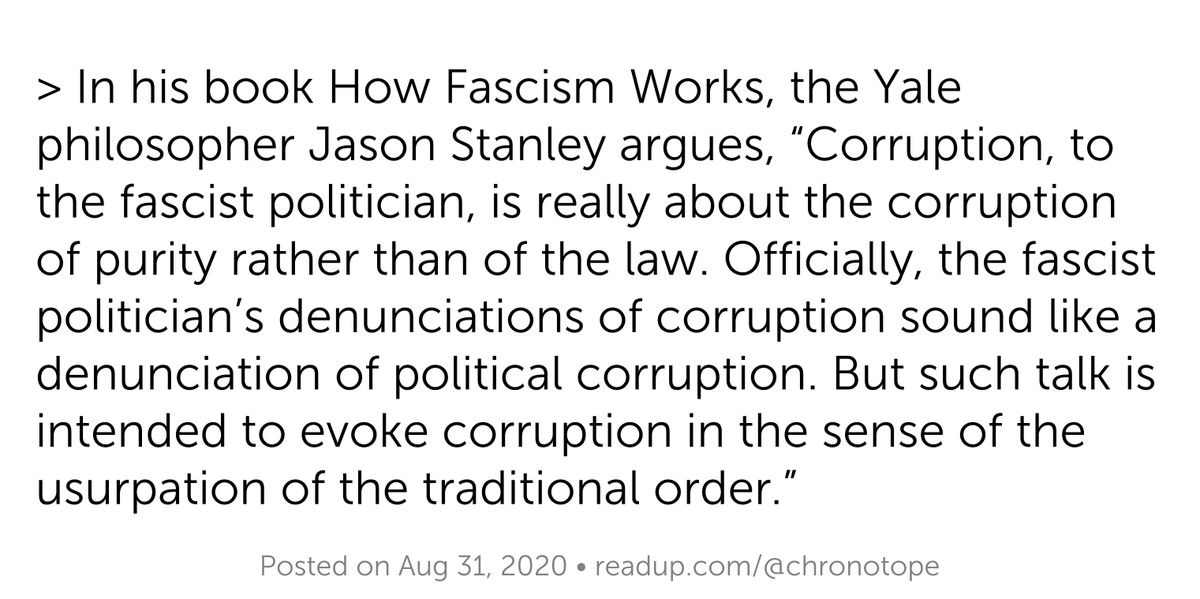 > In his book How Fascism Works, the Yale
philosopher Jason Stanley argues, “Corruption, to
the fascist politician, is really about the corruption
of purity rather than of the law. Officially, the fascist
politician’s denunciations of corruption sound like a
denunciation of political corruption. But such talk is
intended to evoke corruption in the sense of the
usurpation of the traditional order.”
Posted on Aug 31, 2020 • readup.com/@chronotope